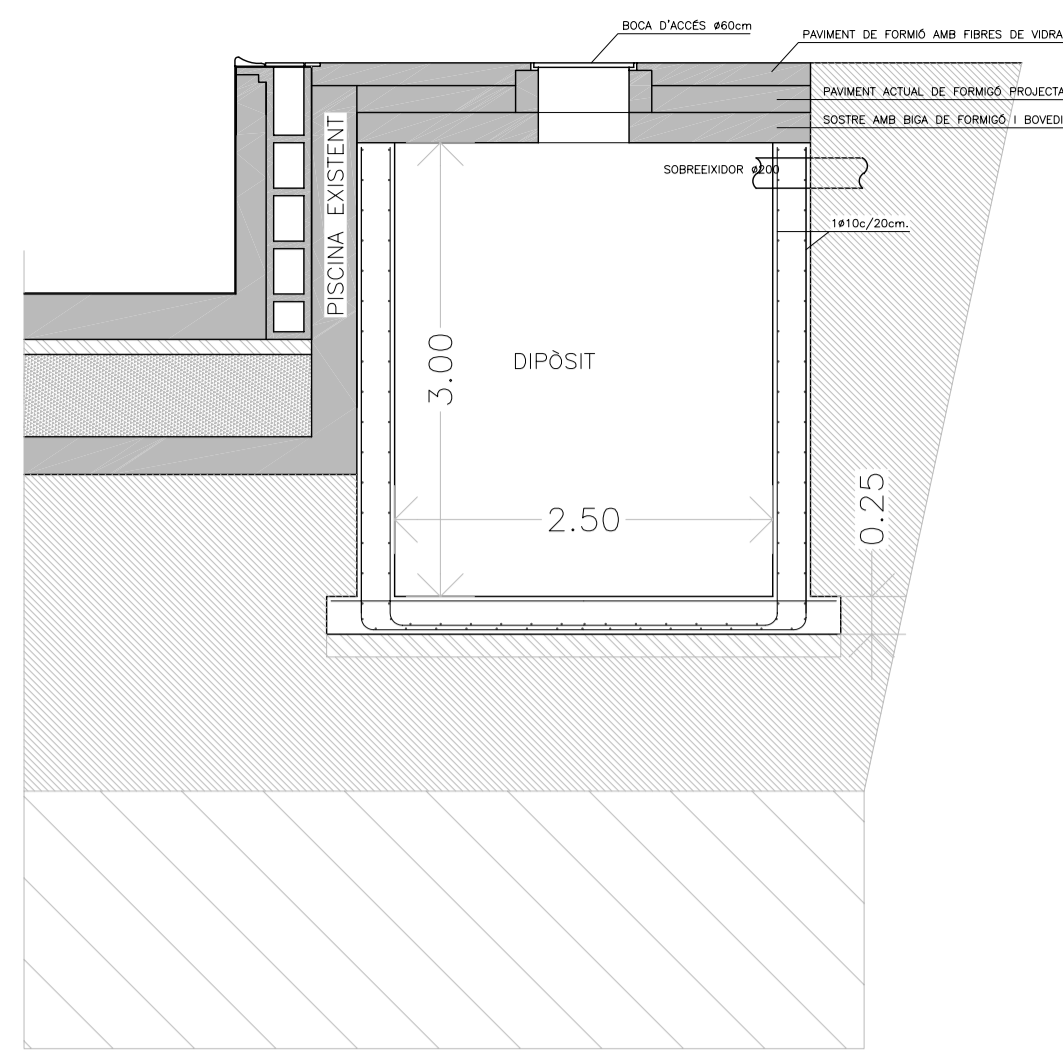 BOCA D'ACCÉS ø60cm
PAVIMENT DE FORMIÓ AMB FIBRES DE VIDRA
PAVIMENT ACTUAL DE FORMIGÓ PROJECTA
SOSTRE AMB BIGA DE FORMIGÓ I BOVEDI
PISCINA EXISTENT
SOBREEIXIDOR ø200
1ø10c/20cm.
3.00
DIPÒSIT
2.50
0.25